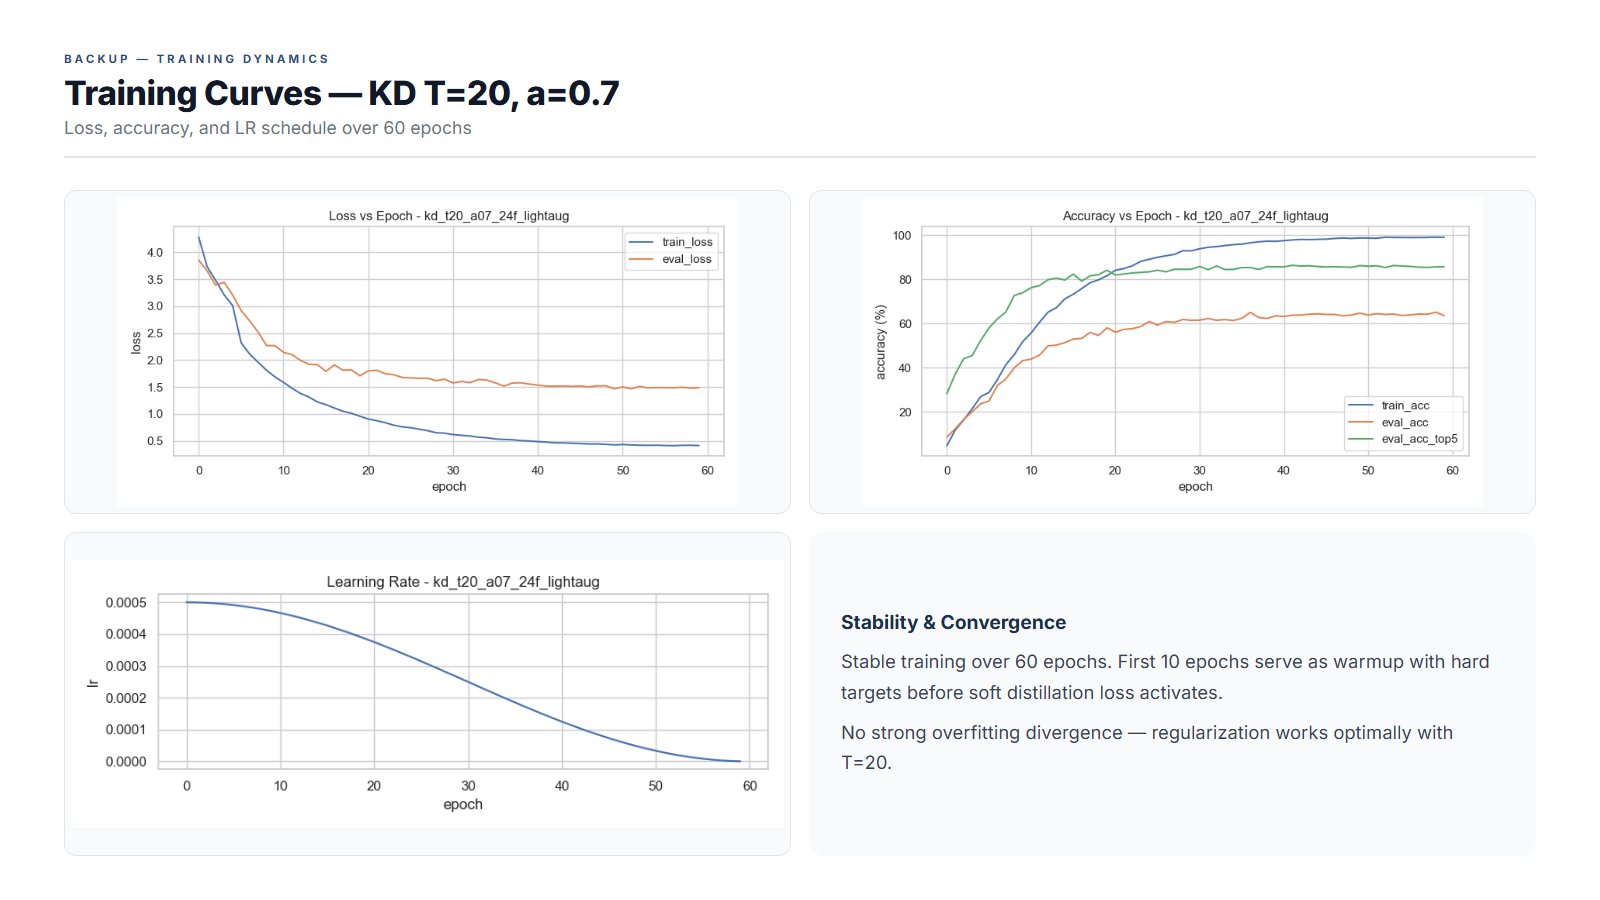 BACKUP — TRAINING DYNAMICS
Training Curves — KD T=20, a=0.7
Loss, accuracy, and LR schedule over 60 epochs
Loss vs Epoch - kd_t20_a07_24f_lightaug
train_loss
eval_loss
4.0
3.5
3.0
2.5
2.0
1.5
1.0
0.5
loss
0 10 20 30 40 50 60
epoch
Accuracy vs Epoch - kd_t20_a07_24f_lightaug
100
80
60
40
20
accuracy (%)
train_acc
eval_acc
eval_acc_top5
0 10 20 30 40 50 60
epoch
Learning Rate - kd_t20_a07_24f_lightaug
0.0005
0.0004
0.0003
0.0002
0.0001
0.0000
lr
0 10 20 30 40 50 60
epoch
Stability & Convergence
Stable training over 60 epochs. First 10 epochs serve as warmup with hard
targets before soft distillation loss activates.
No strong overfitting divergence — regularization works optimally with
T=20.